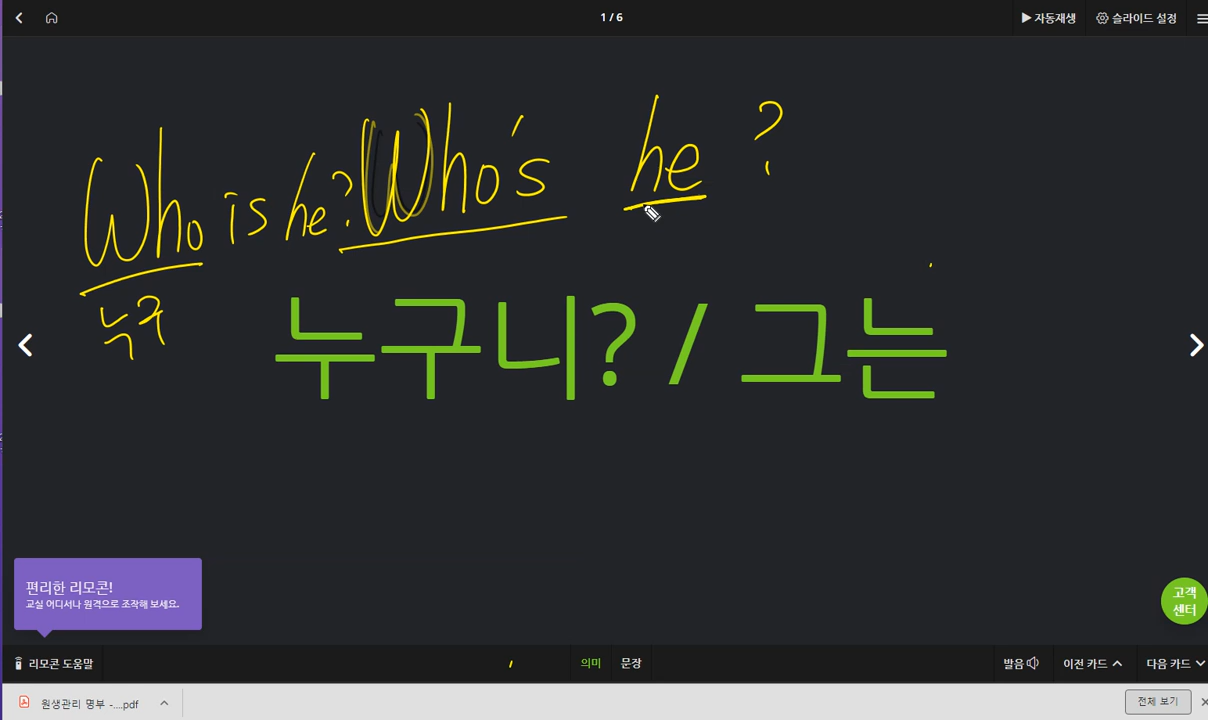 1 / 6
자동재생
슬라이드 설정
Who is he? Who's he?
누구
누구니? / 그는
편리한 리모콘!
교실 어디서나 원격으로 조작해 보세요.
고객
센터
리모콘 도움말
의미
문장
발음
이전 카드
다음 카드
원생관리 명부 -....pdf
전체 보기